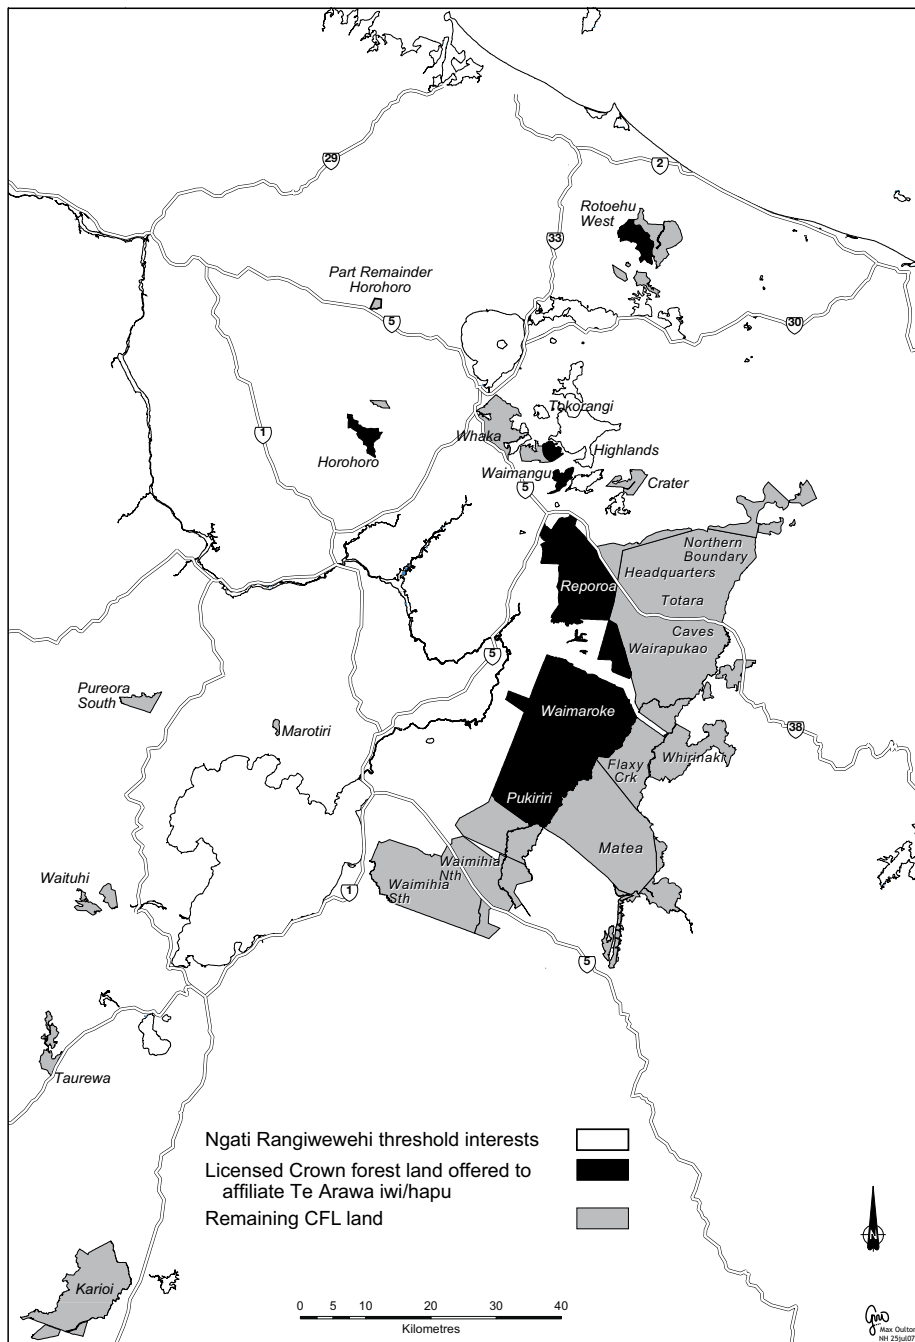 29
2
Rotoehu
West
33
Part Remainder
Horohoro
5
30
1
Tokorangi
Whaka
Horohoro
Highlands
Waimangu
5
Crater
Northern
Boundary
Headquarters
Reporoa
Totara
Caves
Wairapukao
5
Pureora
South
Waimaroke
Marotiri
38
Whirinaki
Flaxy
Crk
Pukiriri
Matea
Waimihia
Nth
Waituhi
Waimihia
Sth
1
5
Taurewa
Ngati Rangiwewehi threshold interests
Licensed Crown forest land offered to
affiliate Te Arawa iwi/hapu
Remaining CFL land
N
Karioi
0 5 10 20 30 40
Kilometres
Max Oulton
NH 25jul07